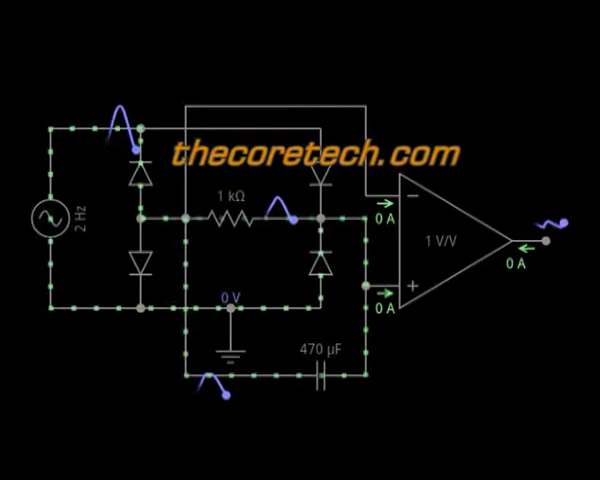 thecoretech.com
1 kΩ
2 Hz
0 A
1 V/V
0 A
0 V
0 A
470 µF